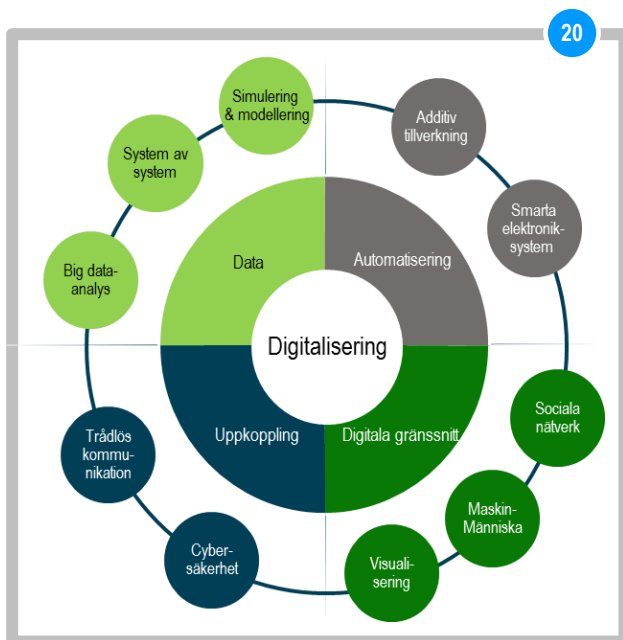 20
Simulering
& modellering
Additiv
tillverkning
System av
system
Smarta
elektronik-
system
Big data-
analys
Data
Automatisering
Digitalisering
Uppkoppling
Digitala gränssnitt
Sociala
nätverk
Trådlös
kommu-
nikation
Maskin-
Människa
Cyber-
säkerhet
Visuali-
sering